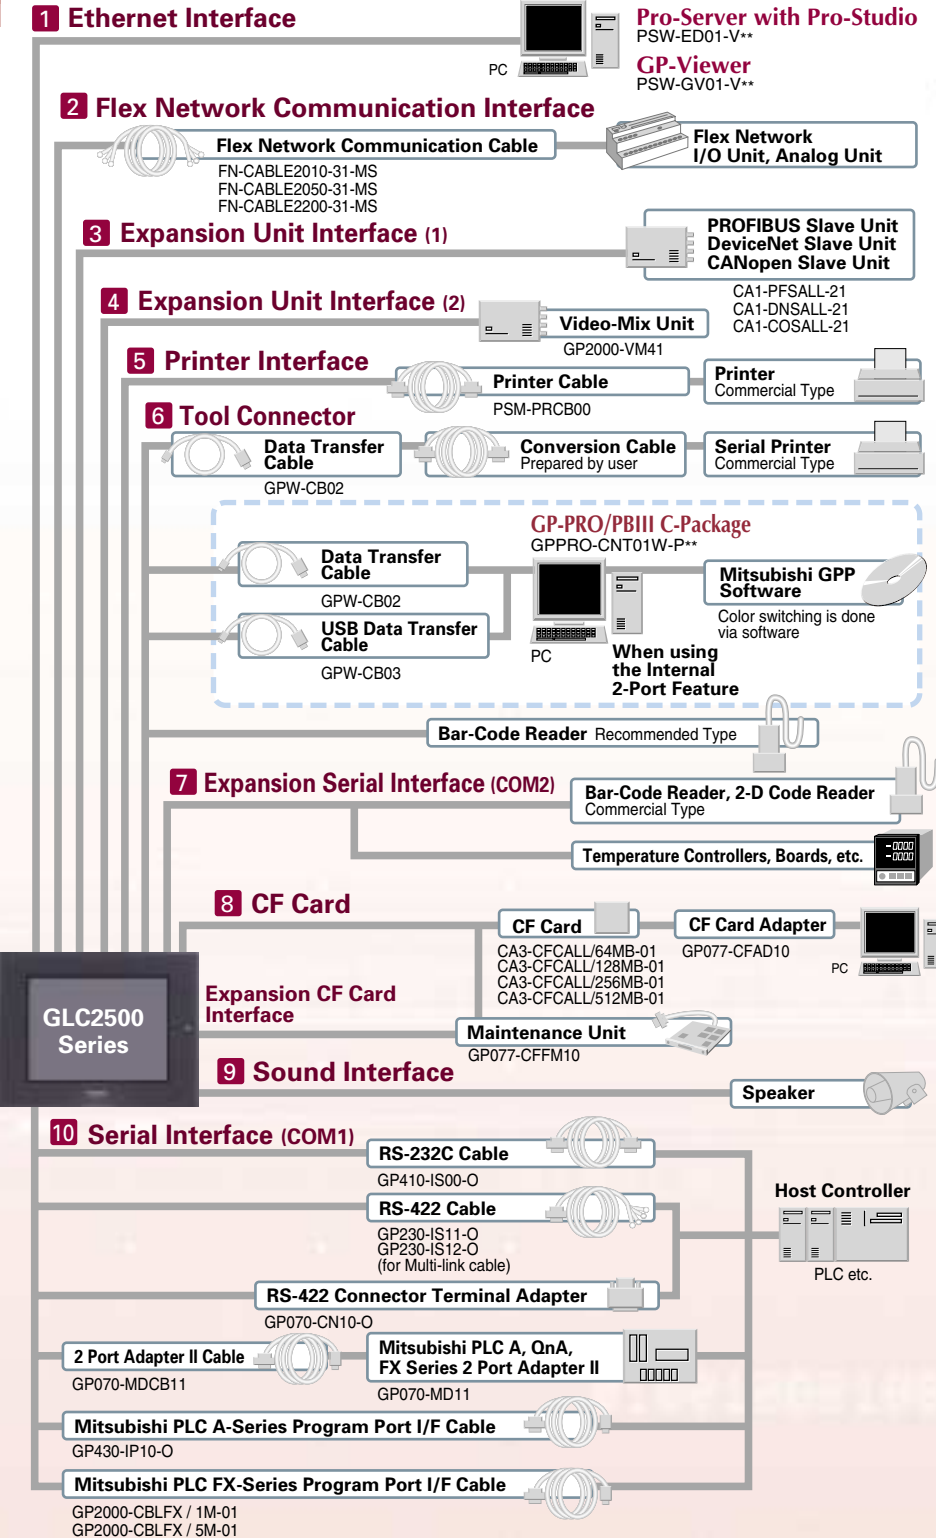 1 Ethernet Interface
Pro-Server with Pro-Studio
PSW-ED01-V**
PC
GP-Viewer
PSW-GV01-V**
2 Flex Network Communication Interface
Flex Network Communication Cable
Flex Network
I/O Unit, Analog Unit
FN-CABLE2010-31-MS
FN-CABLE2050-31-MS
FN-CABLE2200-31-MS
3 Expansion Unit Interface (1)
PROFIBUS Slave Unit
DeviceNet Slave Unit
CANopen Slave Unit
CA1-PFSALL-21
CA1-DNSALL-21
CA1-COSALL-21
4 Expansion Unit Interface (2)
Video-Mix Unit
GP2000-VM41
5 Printer Interface
Printer Cable
PSM-PRCB00
Printer
Commercial Type
6 Tool Connector
Data Transfer
Cable
GPW-CB02
Conversion Cable
Prepared by user
Serial Printer
Commercial Type
GP-PRO/PBIII C-Package
GPPRO-CNT01W-P**
Data Transfer
Cable
GPW-CB02
USB Data Transfer
Cable
GPW-CB03
PC
Mitsubishi GPP
Software
Color switching is done
via software
When using
the Internal
2-Port Feature
Bar-Code Reader Recommended Type
7 Expansion Serial Interface (COM2)
Bar-Code Reader, 2-D Code Reader
Commercial Type
Temperature Controllers, Boards, etc.
-0000
-0000
8 CF Card
CF Card
CA3-CFCALL/64MB-01
CA3-CFCALL/128MB-01
CA3-CFCALL/256MB-01
CA3-CFCALL/512MB-01
CF Card Adapter
GP077-CFAD10
PC
GLC2500
Series
Expansion CF Card
Interface
Maintenance Unit
GP077-CFFM10
9 Sound Interface
Speaker
10 Serial Interface (COM1)
RS-232C Cable
GP410-IS00-O
RS-422 Cable
GP230-IS11-O
GP230-IS12-O
(for Multi-link cable)
Host Controller
PLC etc.
RS-422 Connector Terminal Adapter
GP070-CN10-O
2 Port Adapter II Cable
GP070-MDCB11
Mitsubishi PLC A, QnA,
FX Series 2 Port Adapter II
GP070-MD11
Mitsubishi PLC A-Series Program Port I/F Cable
GP430-IP10-O
Mitsubishi PLC FX-Series Program Port I/F Cable
GP2000-CBLFX / 1M-01
GP2000-CBLFX / 5M-01